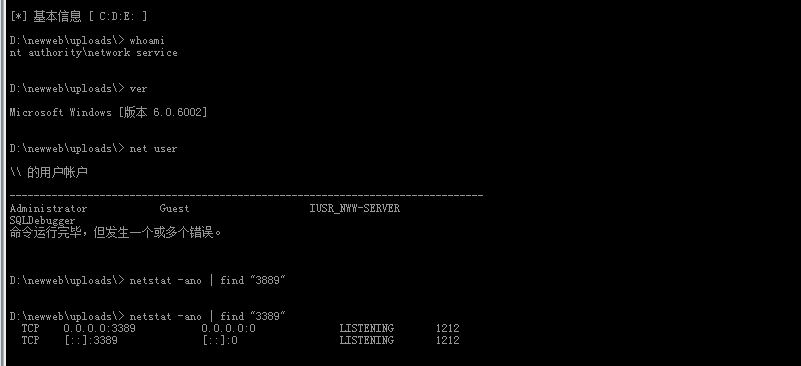 [*] 基本信息 [ C:D:E: ]
D:\newweb\uploads\> whoami
nt authority\network service
D:\newweb\uploads\> ver
Microsoft Windows [版本 6.0.6002]
D:\newweb\uploads\> net user
\\ 的用户帐户
-------------------------------------------------------------------------------
Administrator            Guest                    IUSR_NWW-SERVER
SQLDebugger
命令运行完毕，但发生一个或多个错误。
D:\newweb\uploads\> netstat -ano | find "3889"
D:\newweb\uploads\> netstat -ano | find "3389"
  TCP    0.0.0.0:3389           0.0.0.0:0              LISTENING       1212
  TCP    [::]:3389              [::]:0                 LISTENING       1212